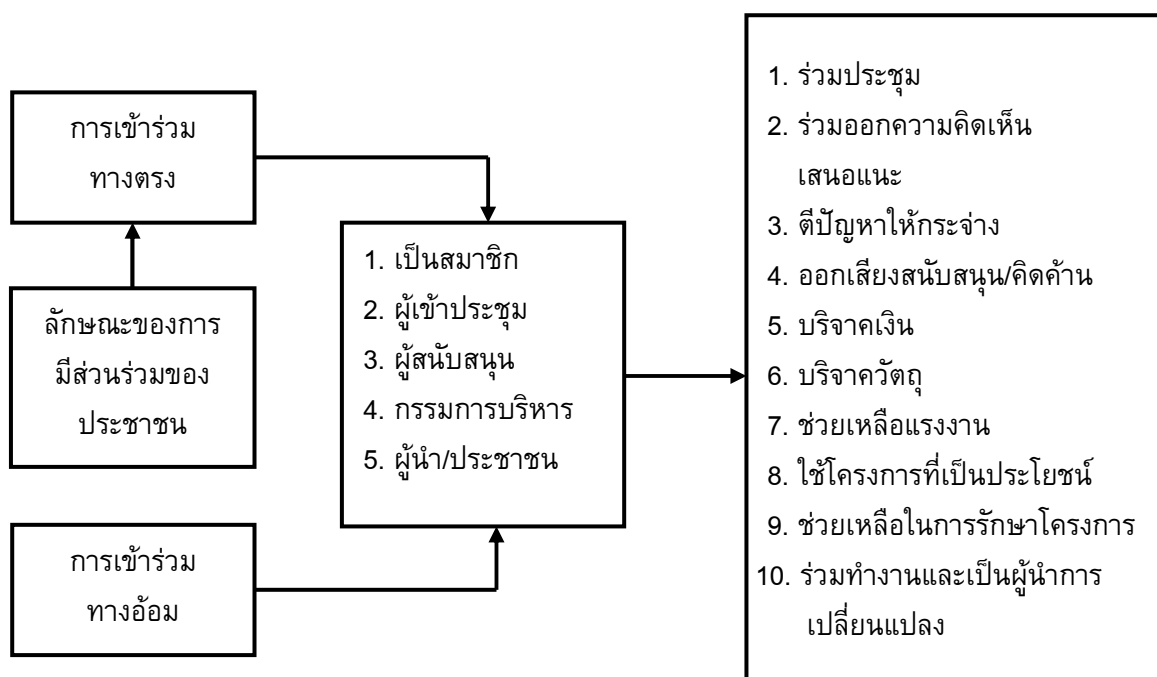 การเข้าร่วม
ทางตรง
ลักษณะของการ
มีส่วนร่วมของ
ประชาชน
การเข้าร่วม
ทางอ้อม
1. เป็นสมาชิก
2. ผู้เข้าประชุม
3. ผู้สนับสนุน
4. กรรมการบริหาร
5. ผู้นำ/ประชาชน
1. ร่วมประชุม
2. ร่วมออกความคิดเห็น
เสนอแนะ
3. ตีปัญหาให้กระจ่าง
4. ออกเสียงสนับสนุน/คิดค้าน
5. บริจาคเงิน
6. บริจาควัตถุ
7. ช่วยเหลือแรงงาน
8. ใช้โครงการที่เป็นประโยชน์
9. ช่วยเหลือในการรักษาโครงการ
10. ร่วมทำงานและเป็นผู้นำการ
เปลี่ยนแปลง